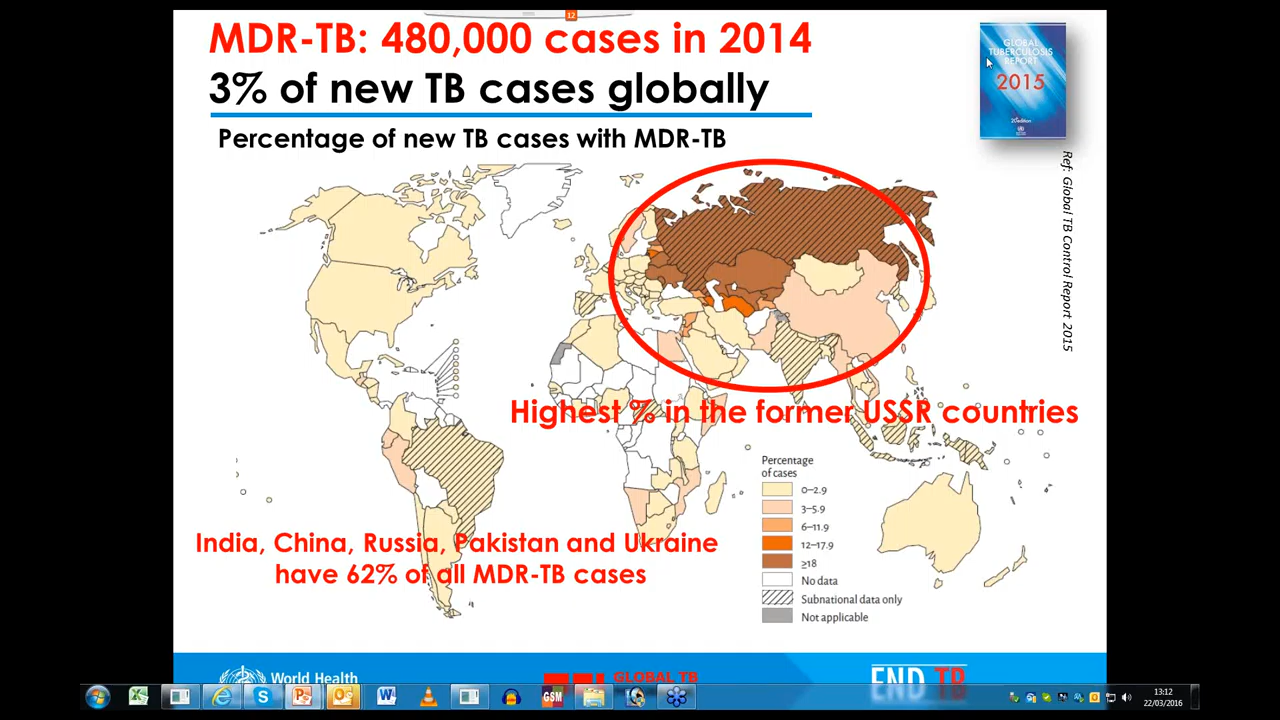 12
MDR-TB: 480,000 cases in 2014
3% of new TB cases globally
Percentage of new TB cases with MDR-TB
GLOBAL
TUBERCULOSIS
REPORT
2015
Ref: Global TB Control Report 2015
Highest % in the former USSR countries
Percentage
of cases
0–2.9
3–5.9
6–11.9
12–17.9
≥18
No data
Subnational data only
Not applicable
India, China, Russia, Pakistan and Ukraine
have 62% of all MDR-TB cases
World Health
GLOBAL TB
END TB
GSM
13:12
22/03/2016